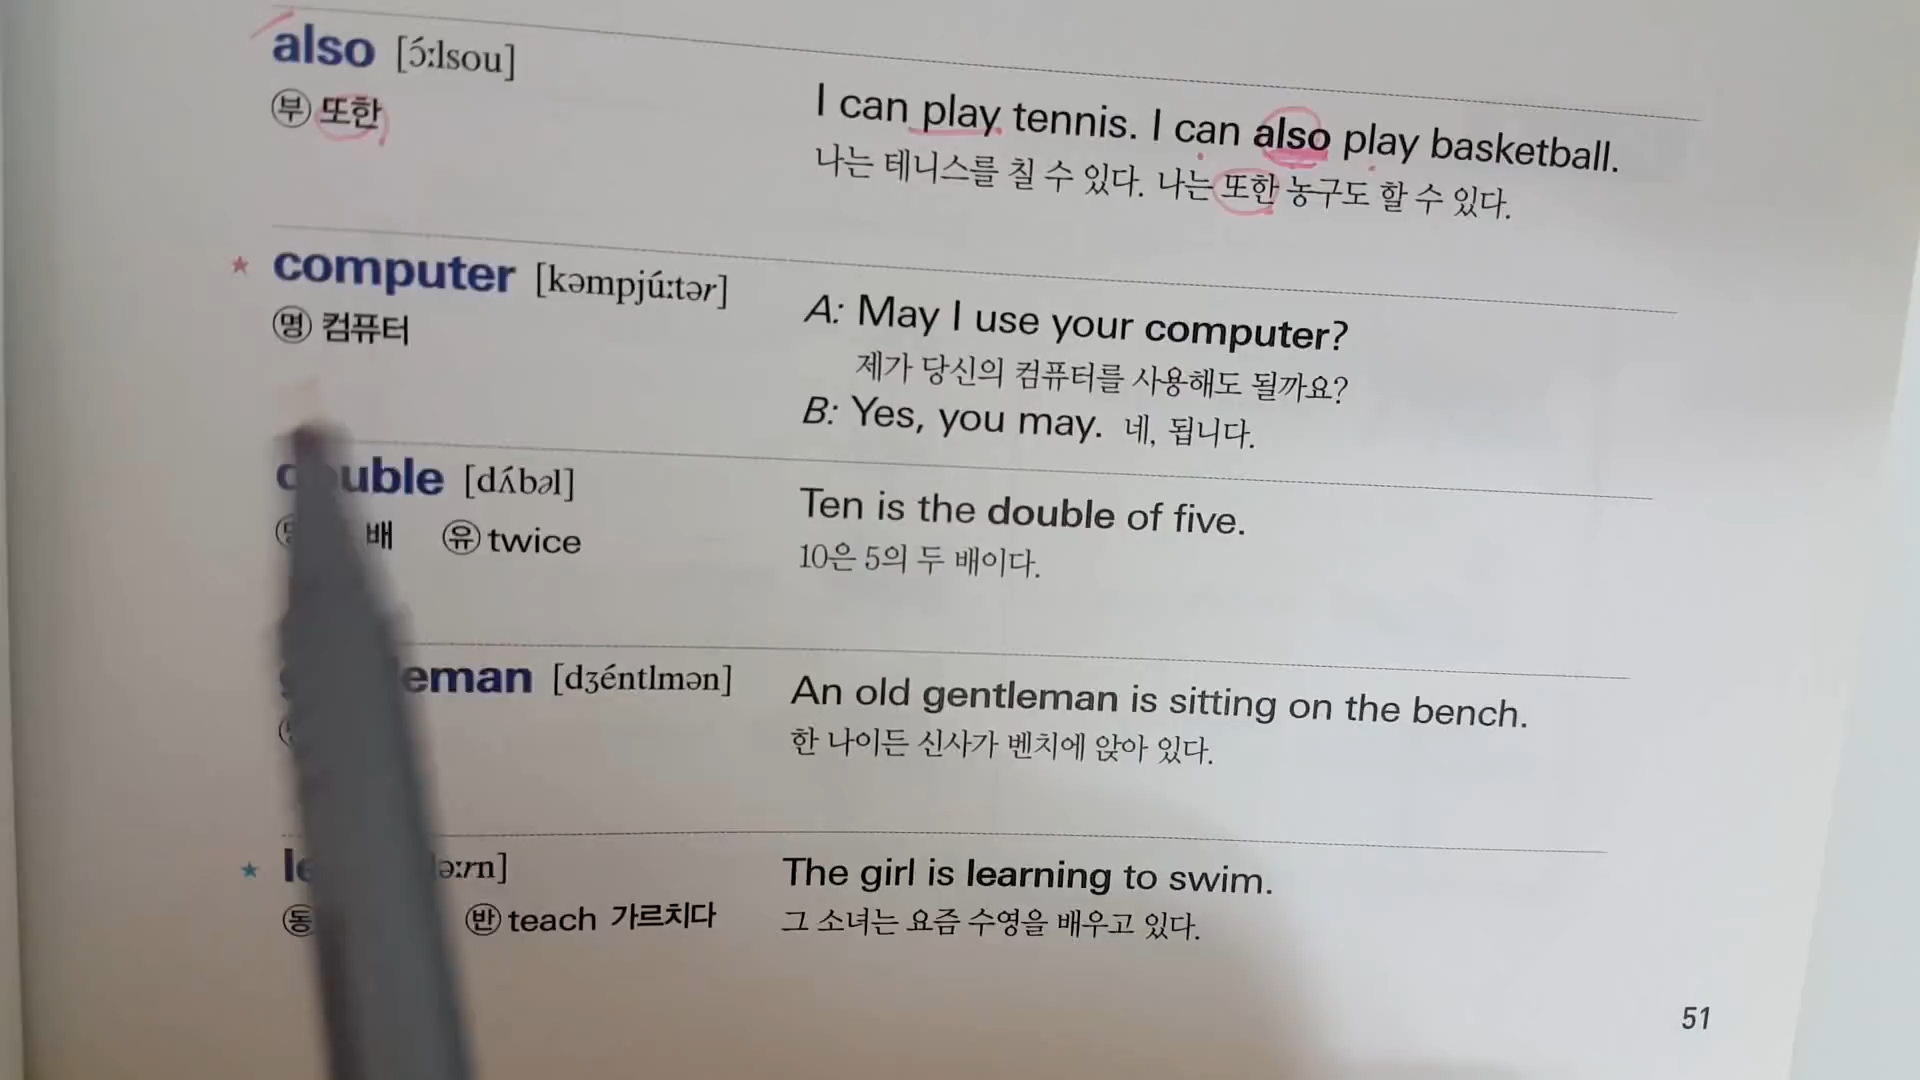 also [ɔ́ːlsou]
부 또한
I can play tennis. I can also play basketball.
나는 테니스를 칠 수 있다. 나는 또한 농구도 할 수 있다.
★ computer [kəmpjúːtər]
명 컴퓨터
A: May I use your computer?
제가 당신의 컴퓨터를 사용해도 될까요?
B: Yes, you may. 네, 됩니다.
[dʌ́bəl]
배 유 twice
Ten is the double of five.
10은 5의 두 배이다.
[dʒéntlmən]
An old gentleman is sitting on the bench.
한 나이든 신사가 벤치에 앉아 있다.
★
동 반 teach 가르치다
The girl is learning to swim.
그 소녀는 요즘 수영을 배우고 있다.
51